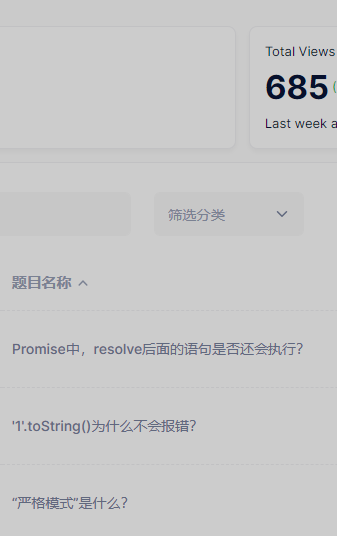 Total Views
685
Last week a
筛选分类
题目名称
Promise中，resolve后面的语句是否还会执行？
'1'.toString()为什么不会报错？
“严格模式”是什么？